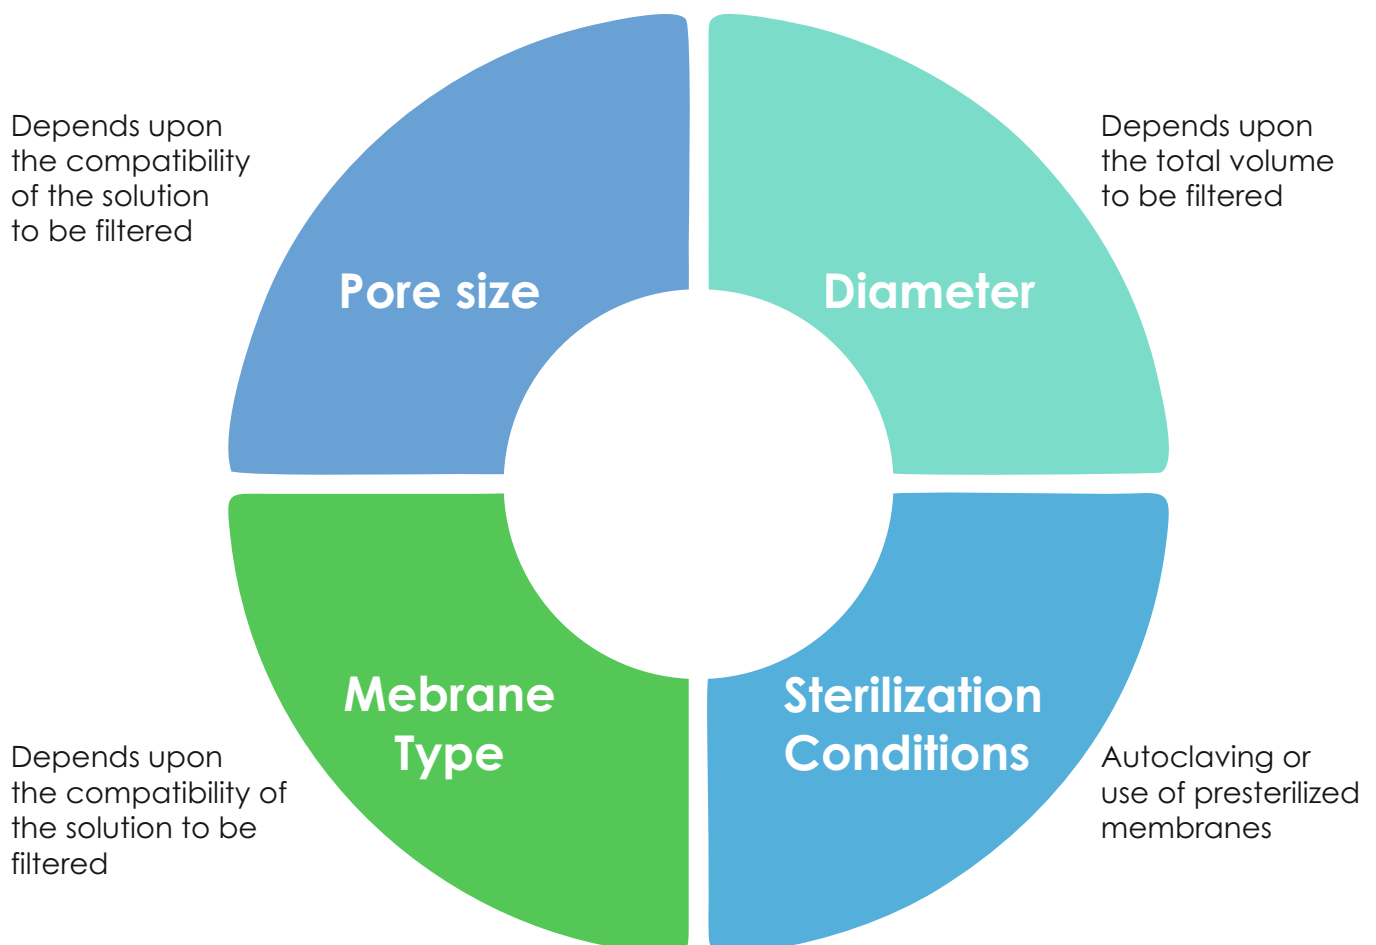 Depends upon
the compatibility
of the solution
to be filtered
Pore size
Diameter
Depends upon
the total volume
to be filtered
Mebrane
Type
Depends upon
the compatibility of
the solution to be
filtered
Sterilization
Conditions
Autoclaving or
use of presterilized
membranes